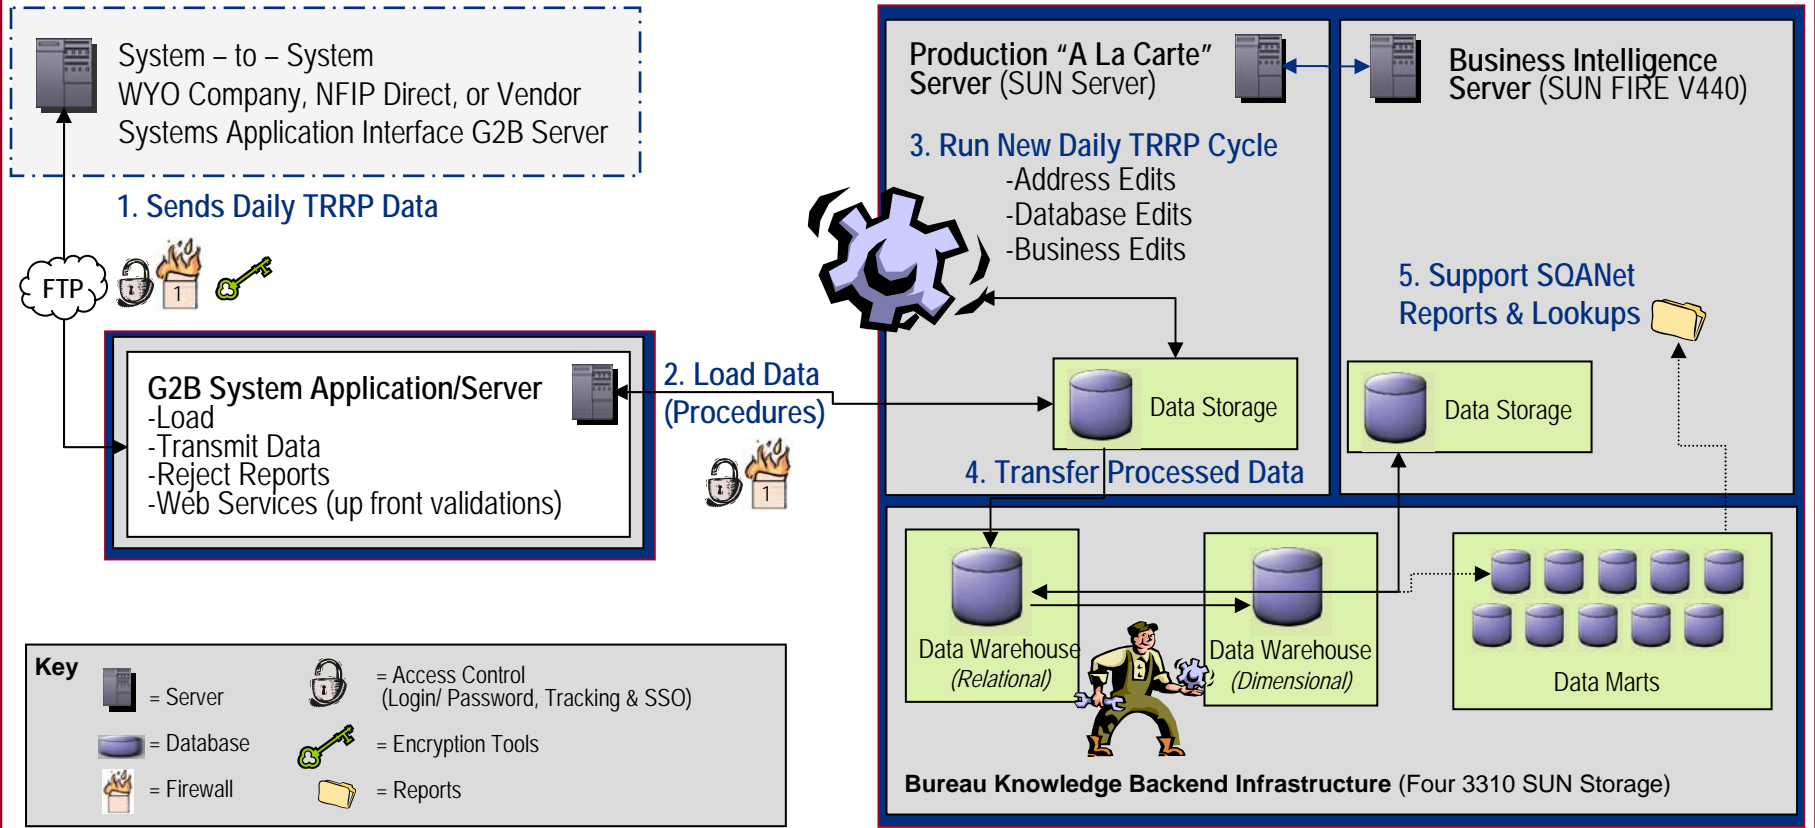 System – to – System
WYO Company, NFIP Direct, or Vendor
Systems Application Interface G2B Server
1. Sends Daily TRRP Data
FTP
1
G2B System Application/Server
-Load
-Transmit Data
-Reject Reports
-Web Services (up front validations)
2. Load Data
(Procedures)
1
Production “A La Carte”
Server (SUN Server)
3. Run New Daily TRRP Cycle
-Address Edits
-Database Edits
-Business Edits
Data Storage
4. Transfer Processed Data
Business Intelligence
Server (SUN FIRE V440)
5. Support SQANet
Reports & Lookups
Data Storage
Data Warehouse
(Relational)
Data Warehouse
(Dimensional)
Data Marts
Bureau Knowledge Backend Infrastructure (Four 3310 SUN Storage)
Key
= Server
= Database
= Firewall
= Access Control
(Login/ Password, Tracking & SSO)
= Encryption Tools
= Reports